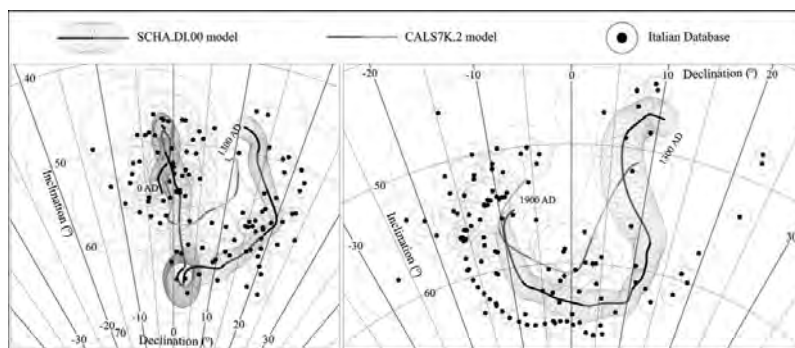 SCHA.DI.00 model
CALS7K.2 model
Italian Database
40
50
60
Inclination (°)
0 AD
1300 AD
-30
-20
-10
-70
0
10
20
30
Declination (°)
-20
-10
0
10
Declination (°)
20
50
60
-30
30
Inclination (°)
1900 AD
1300 AD